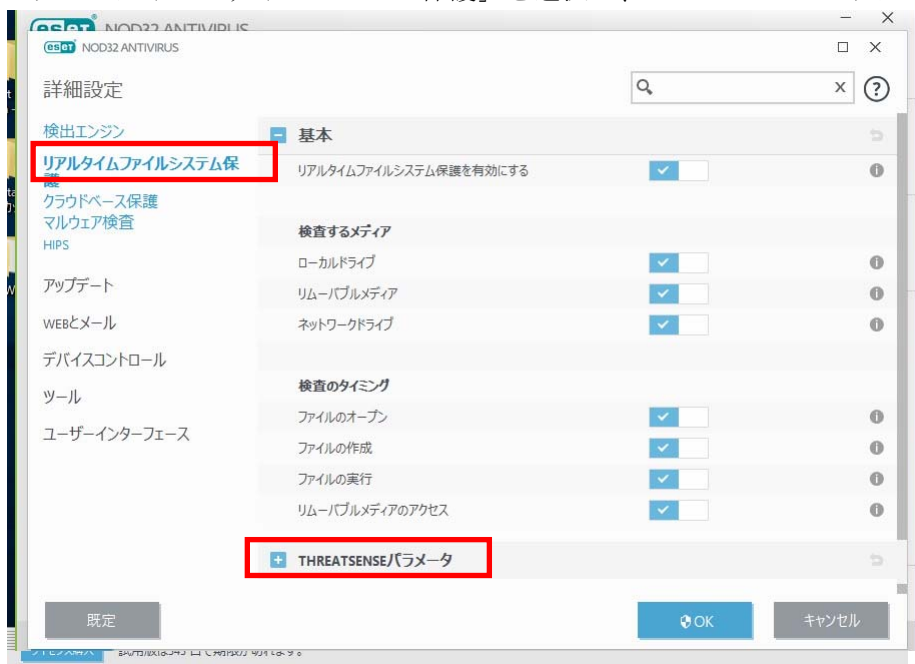 NOD32 ANTIVIRUS
eseT NOD32 ANTIVIRUS
詳細設定
x ?
検出エンジン
リアルタイムファイルシステム保
護
クラウドベース保護
マルウェア検査
HIPS
アップデート
WEBとメール
デバイスコントロール
ツール
ユーザーインターフェース
基本
リアルタイムファイルシステム保護を有効にする
検査するメディア
ローカルドライブ
リムーバブルメディア
ネットワークドライブ
検査のタイミング
ファイルのオープン
ファイルの作成
ファイルの実行
リムーバブルメディアのアクセス
THREATSENSEパラメータ
既定
OK
キャンセル